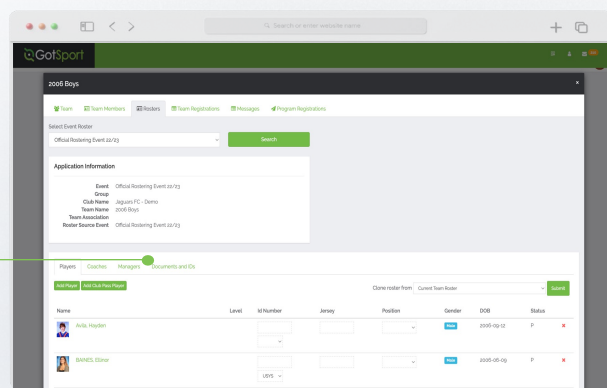 Search or enter website name
GotSport
2006 Boys
×
Team Team Members Rosters Team Registrations Messages Program Registrations
Select Event Roster
Official Rostering Event 22/23 Search
Application Information
Event Official Rostering Event 22/23
Group
Club Name Jaguars FC - Demo
Team Name 2006 Boys
Team Association
Roster Source Event Official Rostering Event 22/23
Players Coaches Managers Documents and IDs
Add Player Add Club Pass Player Clone roster from Current Team Roster Submit
Name Level Id Number Jersey Position Gender DOB Status
Avila, Hayden Male 2006-09-12 P ×
BAINES, Elinor Male 2006-06-09 P ×
USYS